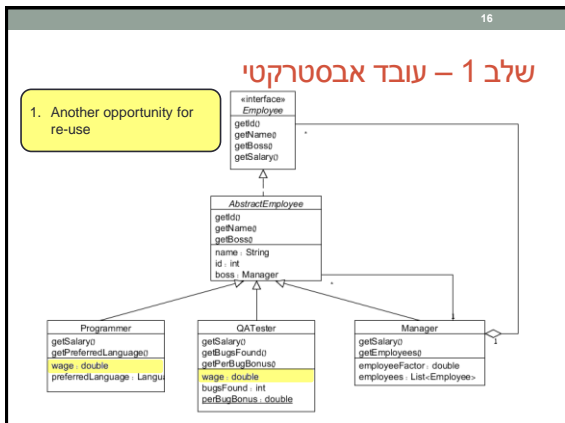 16
שלב 1 – עובד אבסטרקטי
1. Another opportunity for
re-use
«interface»
Employee
getId()
getName()
getBoss()
getSalary()
*
AbstractEmployee
getId()
getName()
getBoss()
name : String
id : int
boss : Manager
*
1
1
Programmer
getSalary()
getPreferredLanguage()
wage : double
preferredLanguage : Langu
QATester
getSalary()
getBugsFound()
getPerBugBonus()
wage : double
bugsFound : int
perBugBonus : double
Manager
getSalary()
getEmployees()
employeeFactor : double
employees : List<Employee>